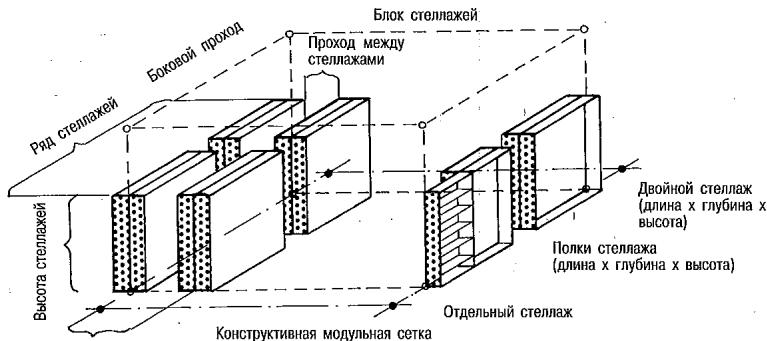 Блок стеллажей
Боковой проход
Проход между
стеллажами
Ряд стеллажей
Высота стеллажей
Двойной стеллаж
(длина х глубина х
высота)
Полки стеллажа
(длина х глубина х высота)
Отдельный стеллаж
Конструктивная модульная сетка